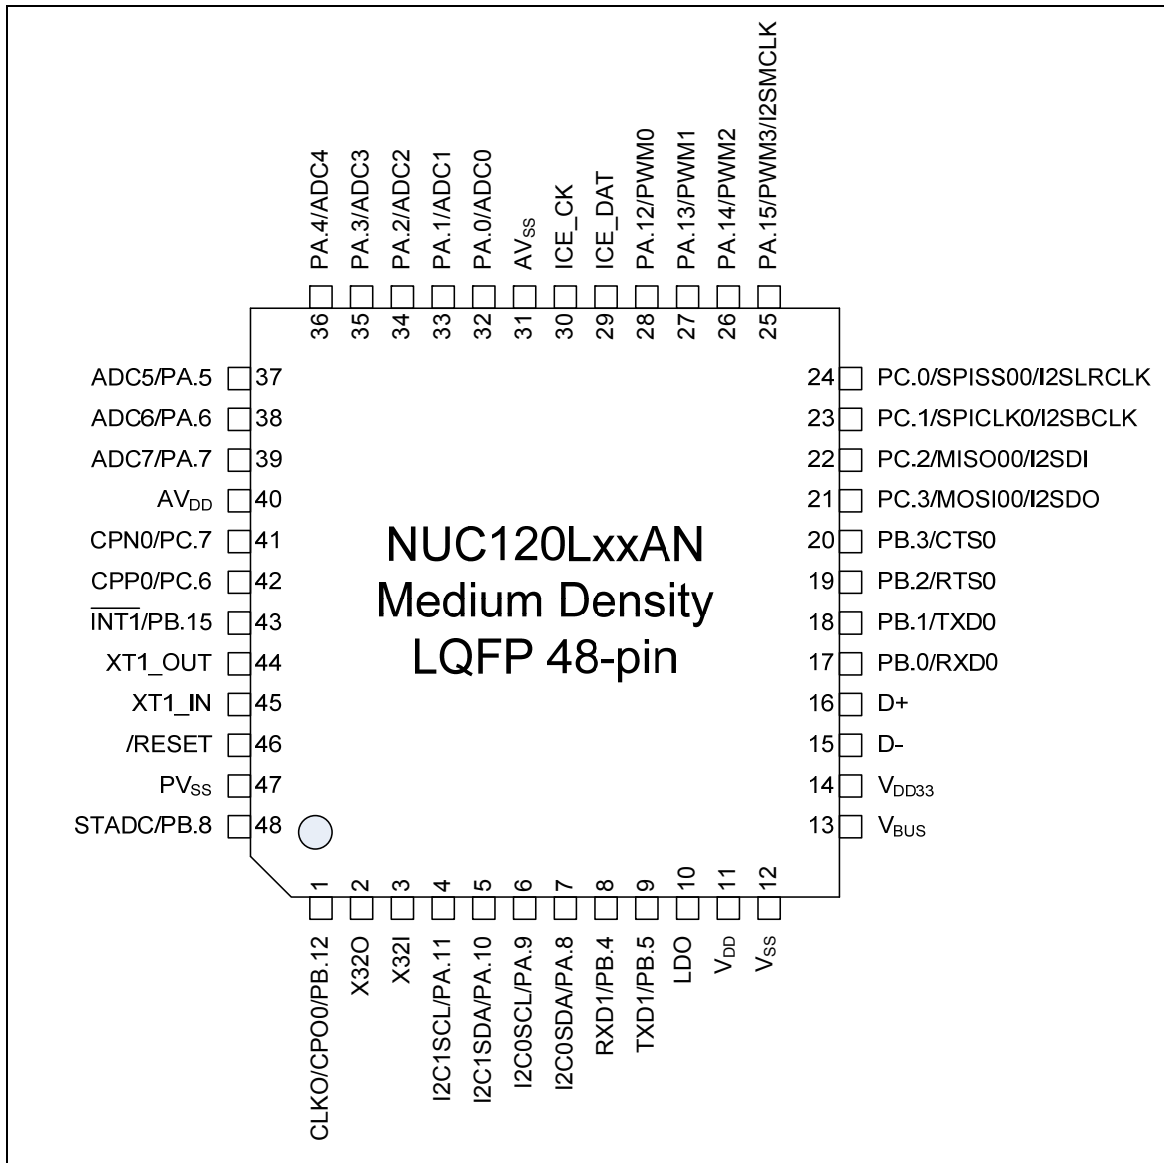 PA.4/ADC4
PA.3/ADC3
PA.2/ADC2
PA.1/ADC1
PA.0/ADC0
AVSS
ICE_CK
ICE_DAT
PA.12/PWM0
PA.13/PWM1
PA.14/PWM2
PA.15/PWM3/I2SMCLK
36
35
34
33
32
31
30
29
28
27
26
25
ADC5/PA.5 37
ADC6/PA.6 38
ADC7/PA.7 39
AVDD 40
CPN0/PC.7 41
CPP0/PC.6 42
INT1/PB.15 43
XT1_OUT 44
XT1_IN 45
/RESET 46
PVSS 47
STADC/PB.8 48
NUC120LxxAN
Medium Density
LQFP 48-pin
24 PC.0/SPISS00/I2SLRCLK
23 PC.1/SPICLK0/I2SBCLK
22 PC.2/MISO00/I2SDI
21 PC.3/MOSI00/I2SDO
20 PB.3/CTS0
19 PB.2/RTS0
18 PB.1/TXD0
17 PB.0/RXD0
16 D+
15 D-
14 VDD33
13 VBUS
1
2
3
4
5
6
7
8
9
10
11
12
CLKO/CPO0/PB.12
X32O
X32I
I2C1SCL/PA.11
I2C1SDA/PA.10
I2C0SCL/PA.9
I2C0SDA/PA.8
RXD1/PB.4
TXD1/PB.5
LDO
VDD
VSS